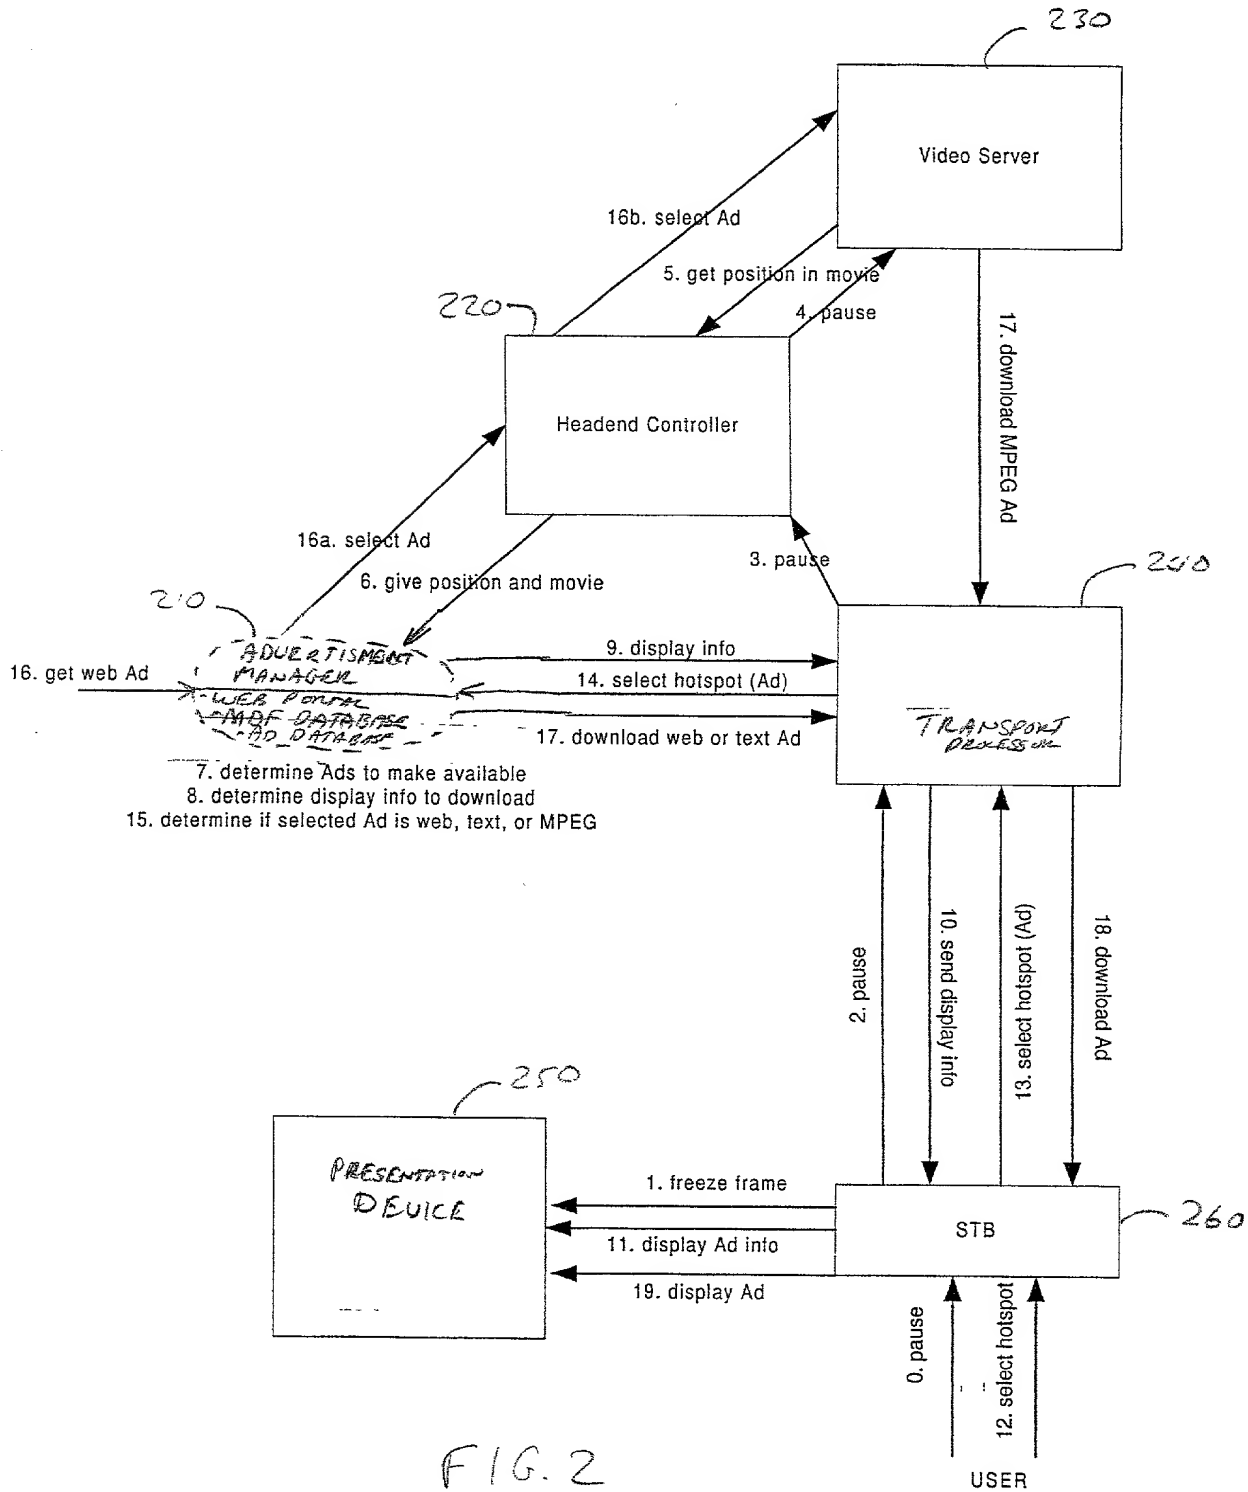 230
Video Server
16b. select Ad
5. get position in movie
220
4. pause
17. download MPEG Ad
Headend Controller
16a. select Ad
3. pause
6. give position and movie
240
210
ADVERTISMENT
MANAGER
9. display info
16. get web Ad
14. select hotspot (Ad)
-WEB PORTAL
-MDF DATABASE
-AD DATABASE
TRANSPORT
PROCESSOR
17. download web or text Ad
7. determine Ads to make available
8. determine display info to download
15. determine if selected Ad is web, text, or MPEG
2. pause
10. send display info
13. select hotspot (Ad)
18. download Ad
250
PRESENTATION
DEVICE
1. freeze frame
11. display Ad info
19. display Ad
STB
260
0. pause
12. select hotspot
USER
FIG. 2